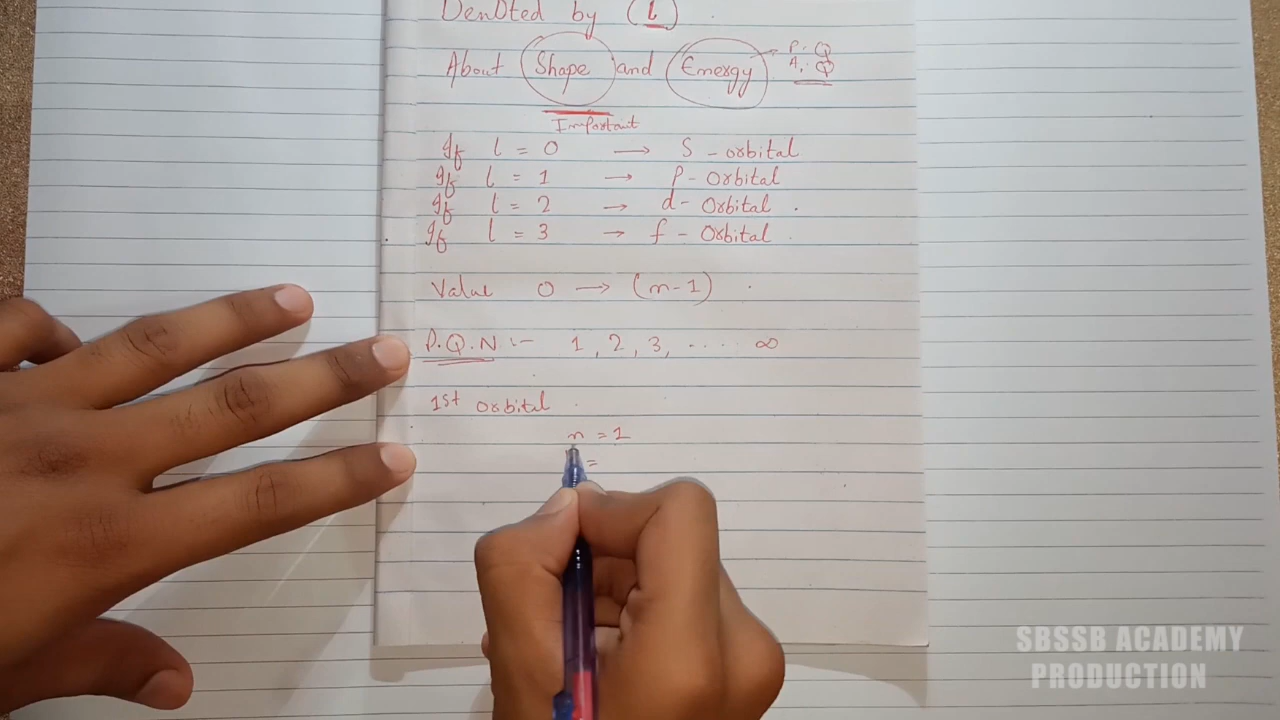 Denoted by (l)
About Shape and Energy → P. Q
A. Q
Important
If l = 0 → S - orbital
If l = 1 → P - Orbital
If l = 2 → d - Orbital .
If l = 3 → f - Orbital .
Value 0 → (n-1) .
P.Q.N :- 1, 2, 3, .... ∞
1st orbital .
n = 1
=
SBSSB ACADEMY
PRODUCTION